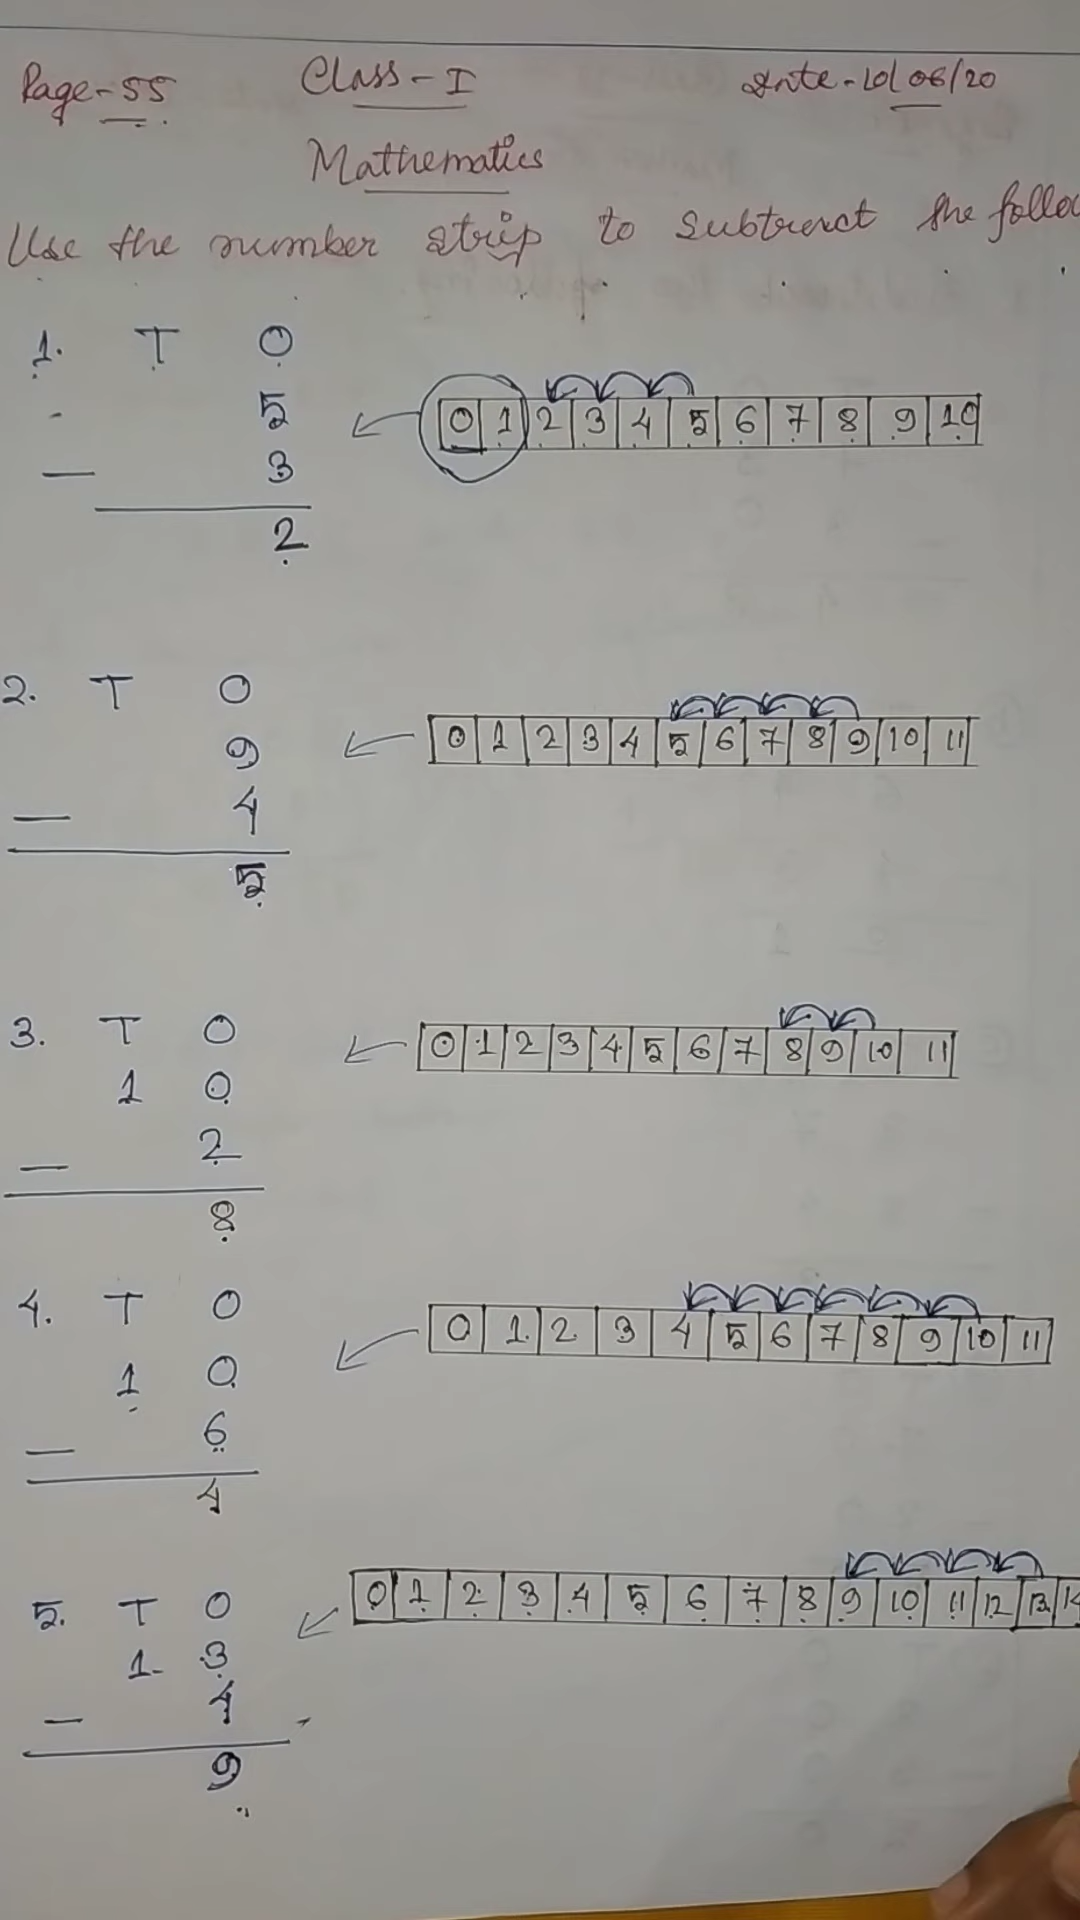 Page-55 Class-I Date-10/06/20
Mathematics
Use the number strip to subtract the
1. T O
5
0 1 2 3 4 5 6 7 8 9 10
— 3
2
2. T O
9
0 1 2 3 4 5 6 7 8 9 10 11
— 4
5
3. T O
0 1 2 3 4 5 6 7 8 9 10 11
1 0
— 2
8
4. T O
0 1 2 3 4 5 6 7 8 9 10 11
1 0
— 6
4
5. T O
0 1 2 3 4 5 6 7 8 9 10 11 12 13
1 3
— 4
9